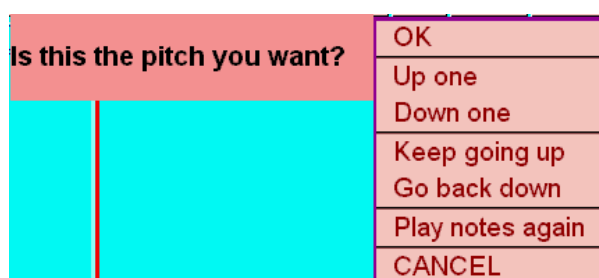 Is this the pitch you want?
OK
Up one
Down one
Keep going up
Go back down
Play notes again
CANCEL